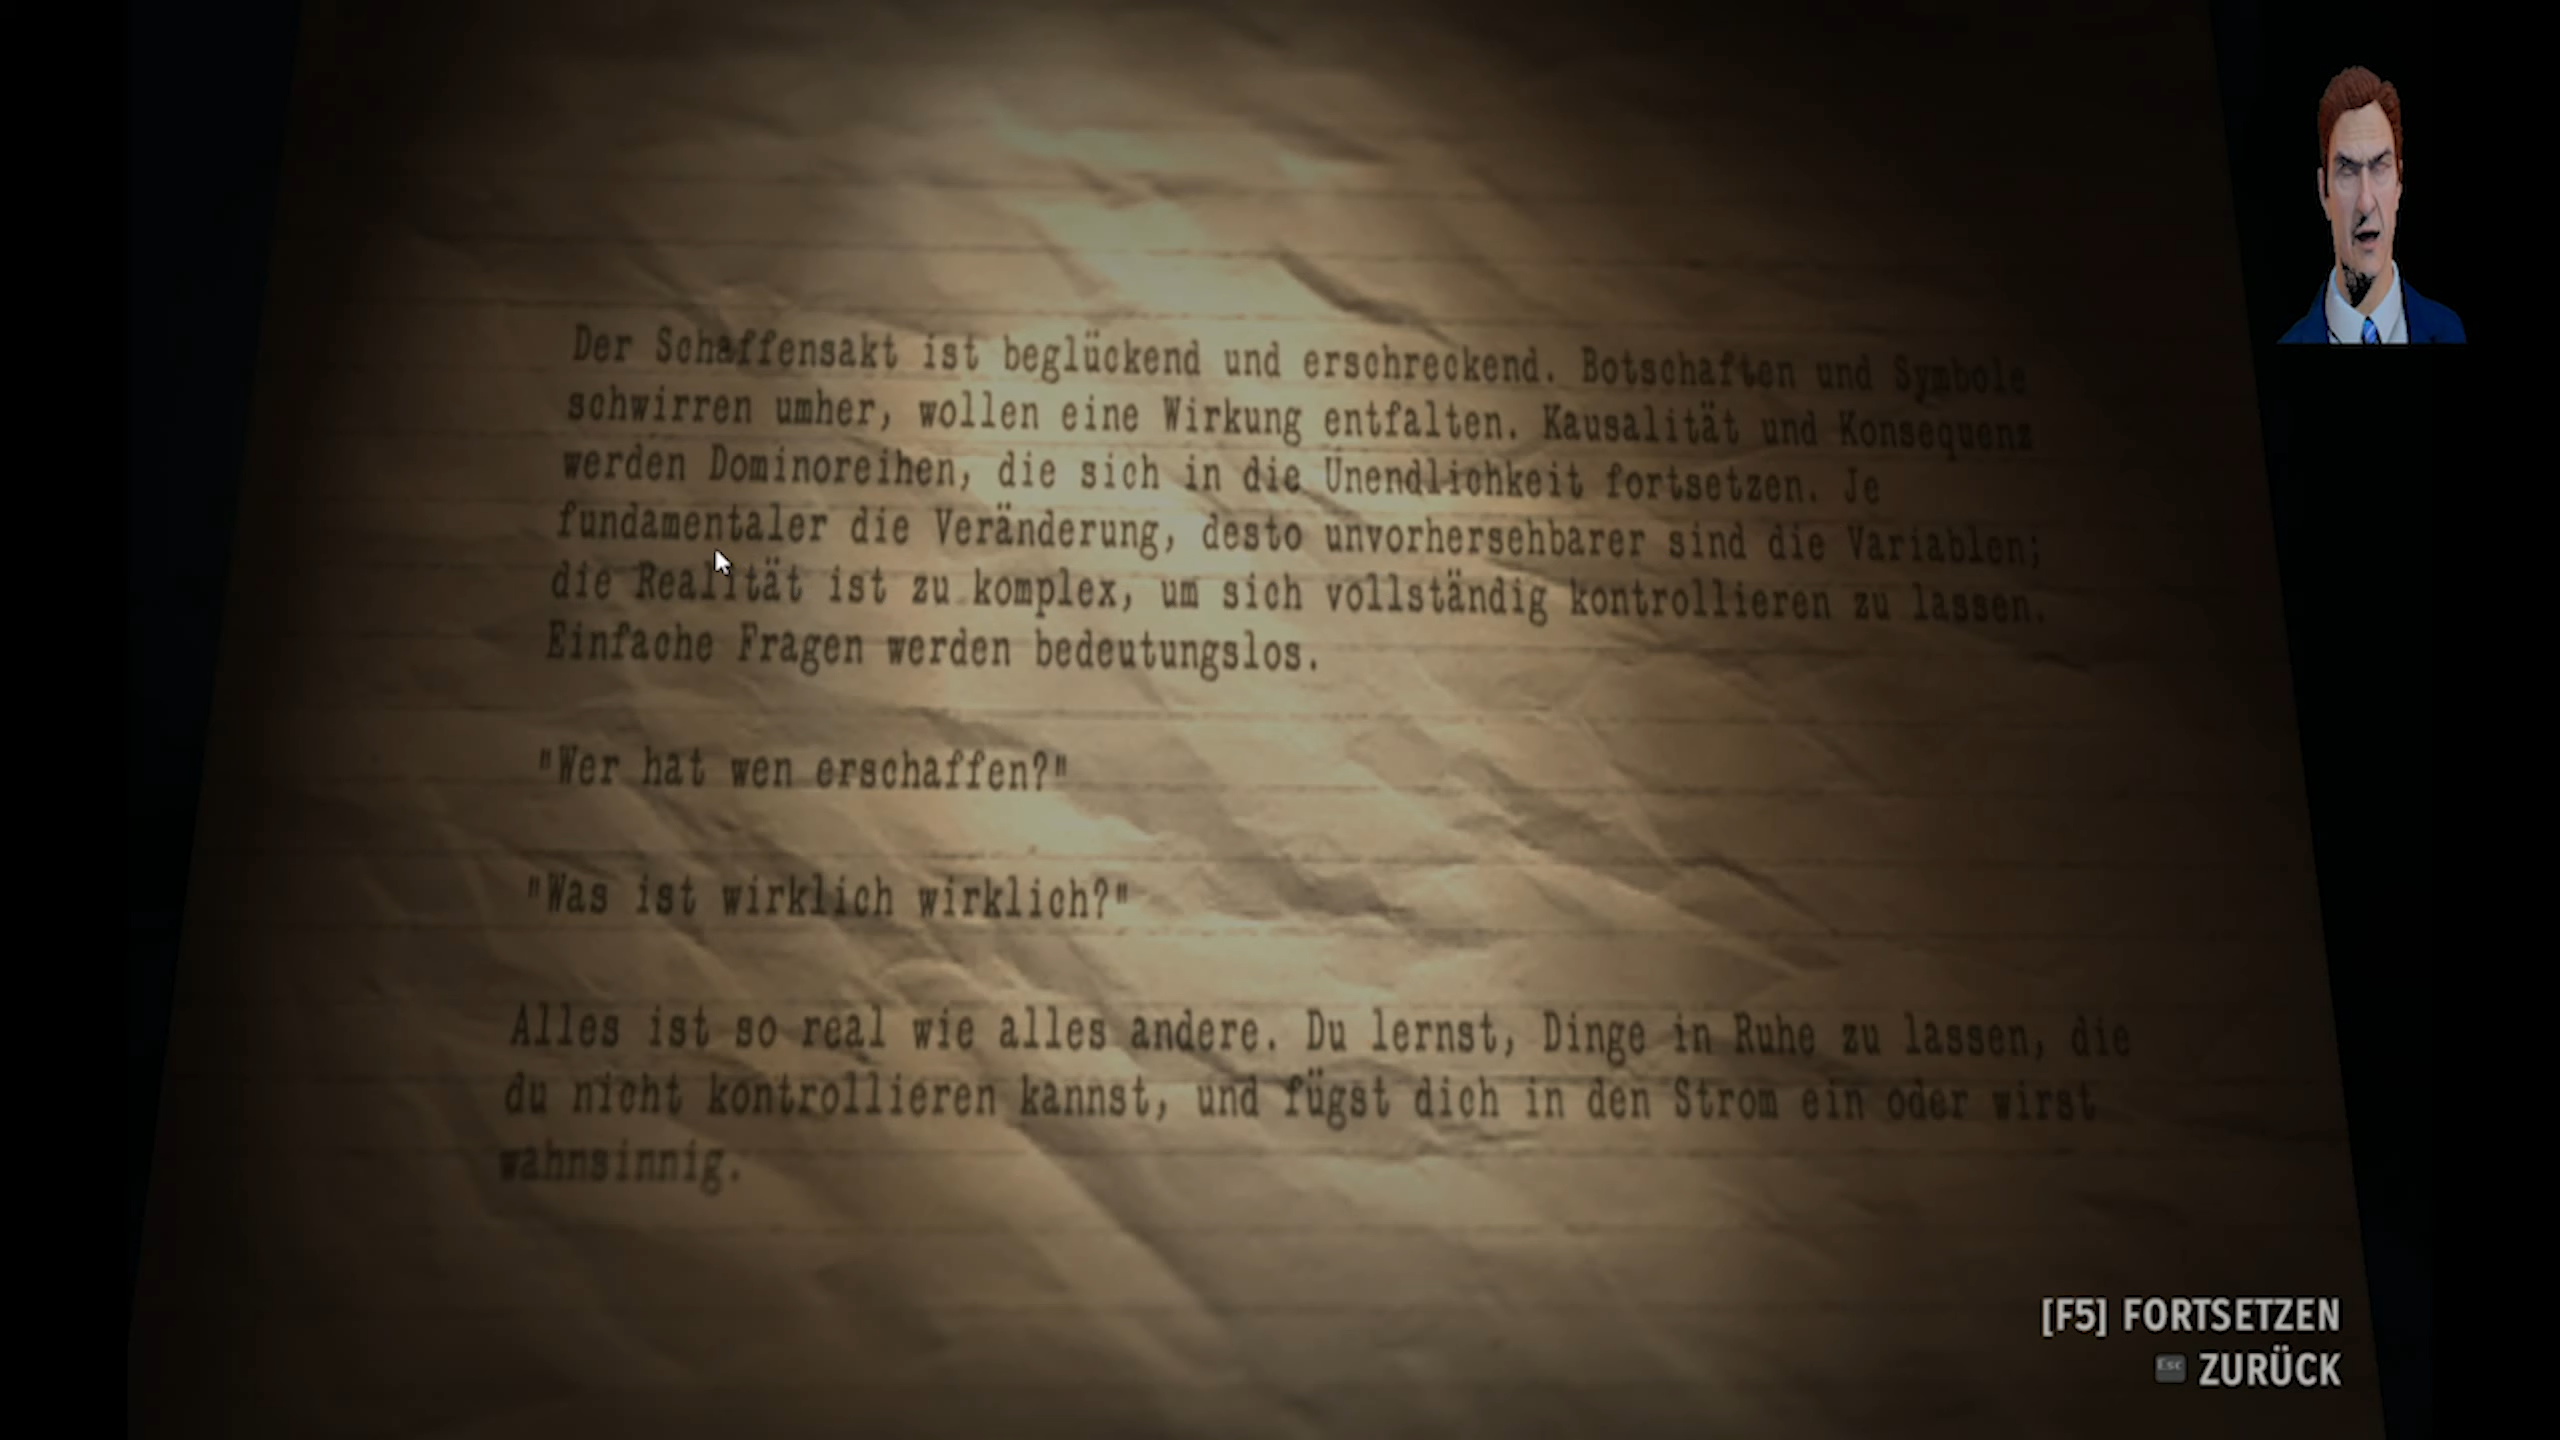 Der Schaffensakt ist beglückend und erschreckend. Botschaften und Symbole
schwirren umher, wollen eine Wirkung entfalten. Kausalität und Konsequenz
werden Dominoreihen, die sich in die Unendlichkeit fortsetzen. Je
fundamentaler die Veränderung, desto unvorhersehbarer sind die Variablen;
die Realität ist zu komplex, um sich vollständig kontrollieren zu lassen.
Einfache Fragen werden bedeutungslos.
"Wer hat wen erschaffen?"
"Was ist wirklich wirklich?"
Alles ist so real wie alles andere. Du lernst, Dinge in Ruhe zu lassen, die
du nicht kontrollieren kannst, und fügst dich in den Strom ein oder wirst
wahnsinnig.
[F5] FORTSETZEN
Esc ZURÜCK